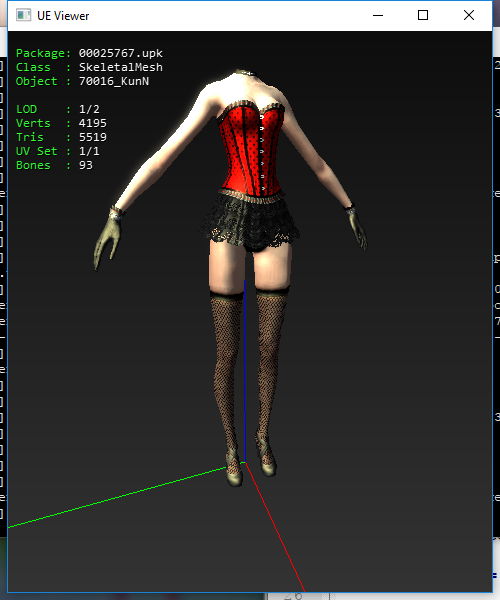 UE Viewer
Package: 00025767.upk
Class : SkeletalMesh
Object : 70016_KunN
LOD : 1/2
Verts : 4195
Tris : 5519
UV Set : 1/1
Bones : 93